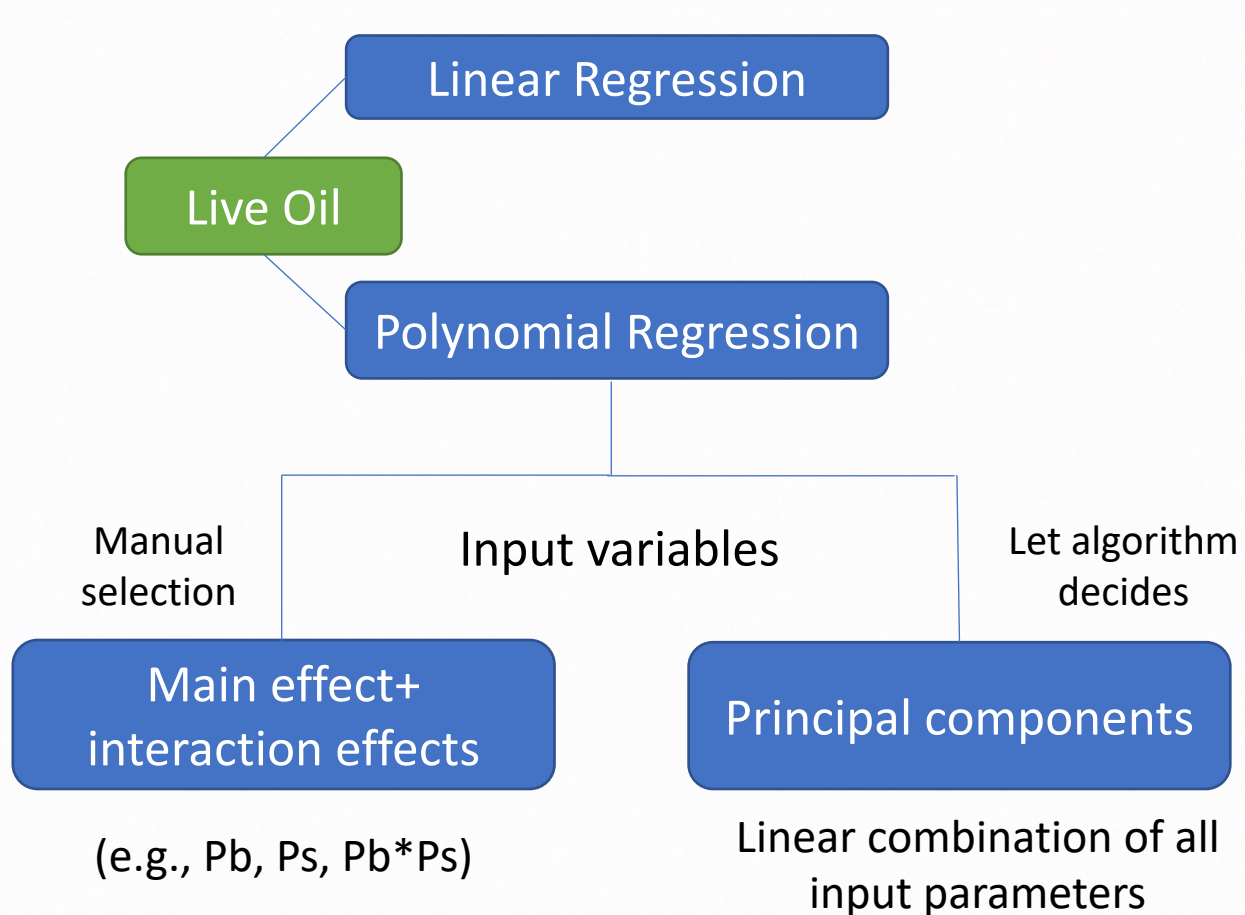 Linear Regression
Live Oil
Polynomial Regression
Manual
selection
Input variables
Let algorithm
decides
Main effect+
interaction effects
Principal components
(e.g., Pb, Ps, Pb*Ps)
Linear combination of all
input parameters